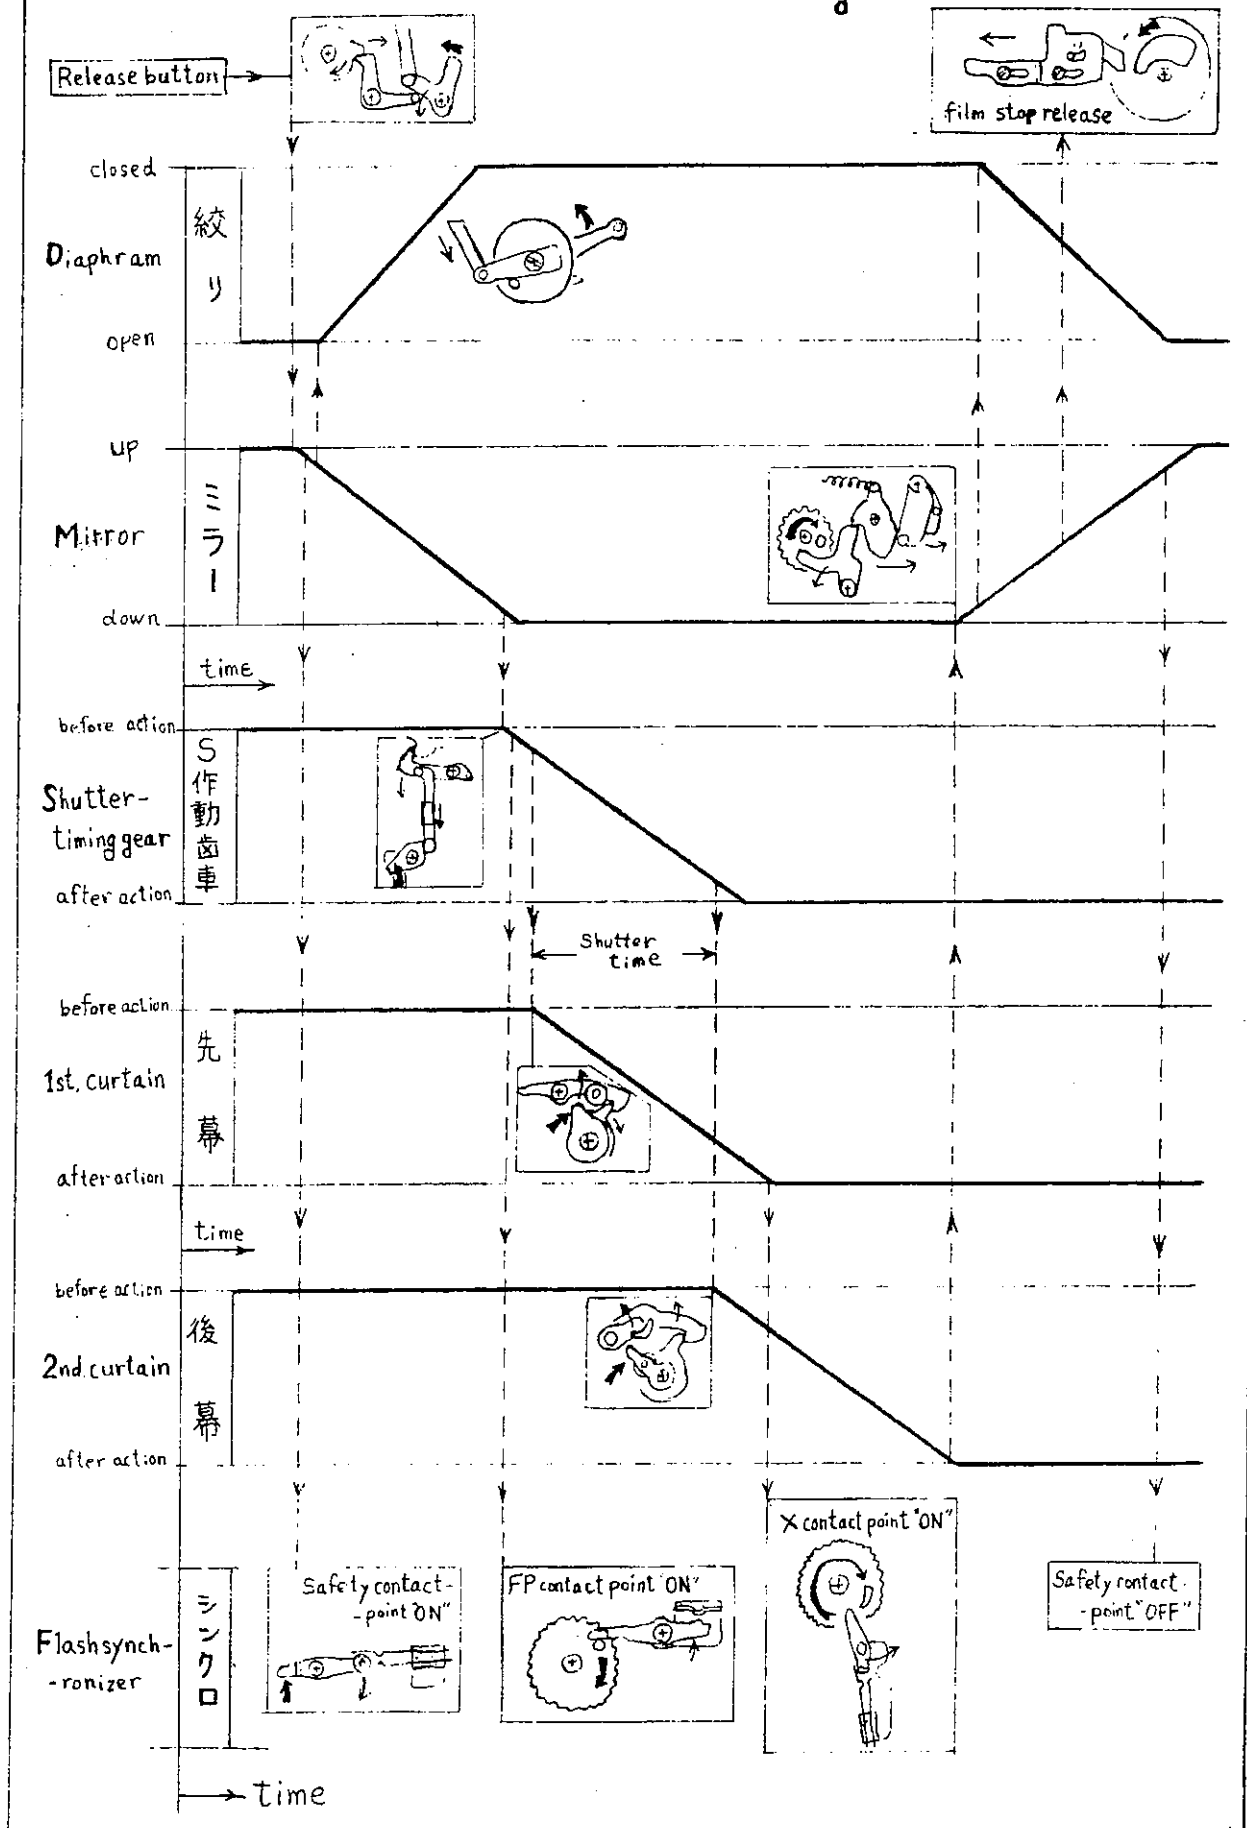 d
Release button
film stop release
closed
絞り
Diaphram
open
up
ミラー
Mirror
down
time
before action
S作動歯車
Shutter-
timing gear
after action
Shutter
time
before action
先幕
1st. curtain
after action
time
before action
後幕
2nd. curtain
after action
X contact point "ON"
シンクロ
Safety contact-
-point "ON"
FP contact point "ON"
Safety contact-
-point "OFF"
Flash synch-
-ronizer
time